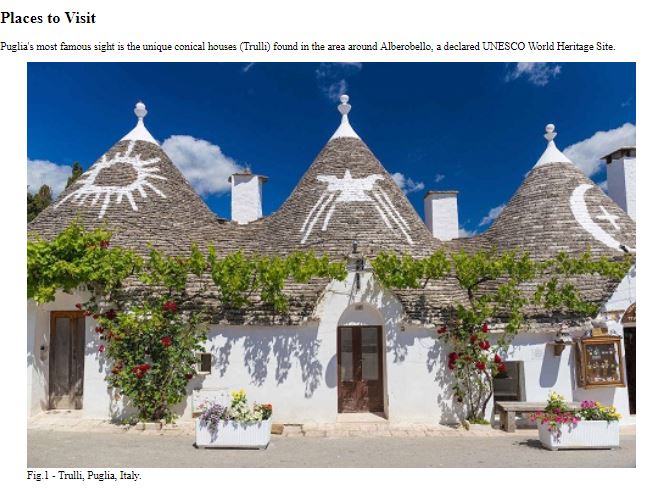 Places to Visit
Puglia's most famous sight is the unique conical houses (Trulli) found in the area around Alberobello, a declared UNESCO World Heritage Site.
Fig.1 - Trulli, Puglia, Italy.